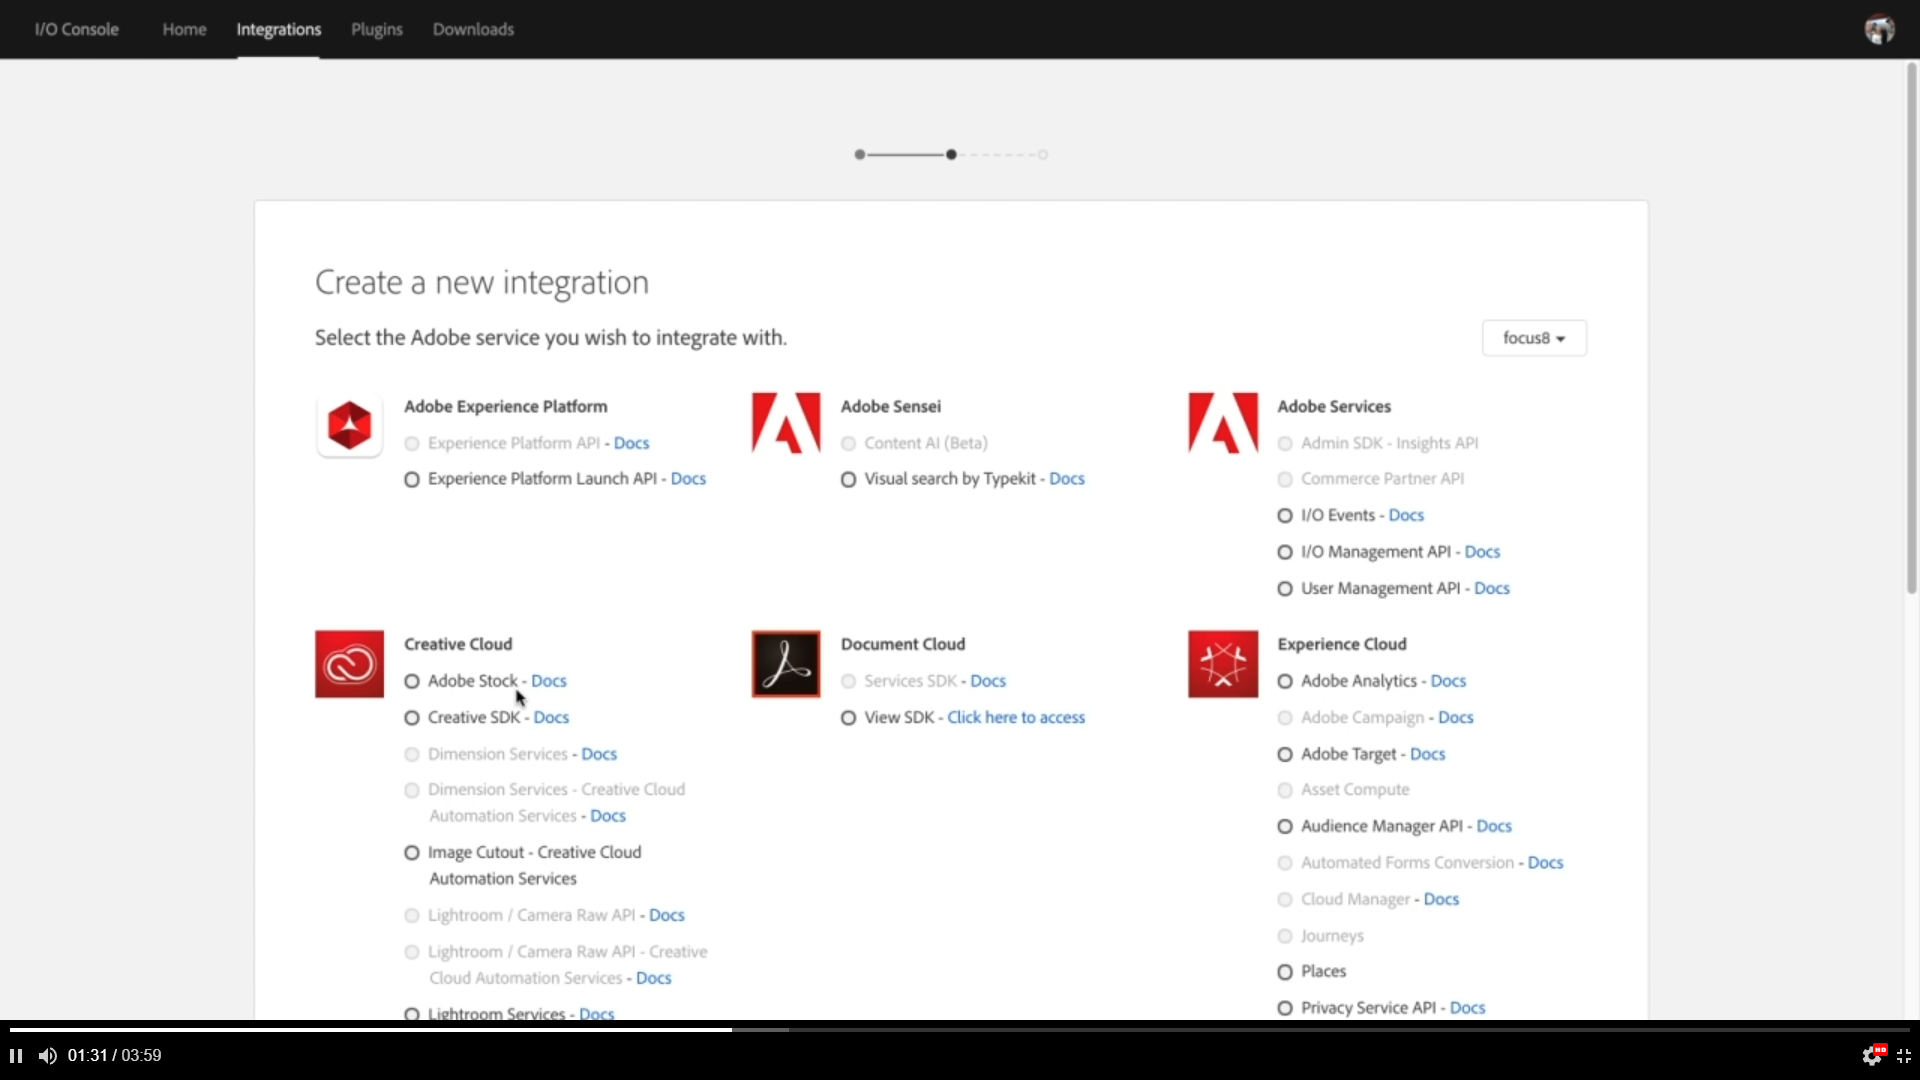 I/O Console Home Integrations Plugins Downloads
Create a new integration
Select the Adobe service you wish to integrate with.
focus8
Adobe Experience Platform
Experience Platform API - Docs
Experience Platform Launch API - Docs
Adobe Sensei
Content AI (Beta)
Visual search by Typekit - Docs
Adobe Services
Admin SDK - Insights API
Commerce Partner API
I/O Events - Docs
I/O Management API - Docs
User Management API - Docs
Creative Cloud
Adobe Stock - Docs
Creative SDK - Docs
Dimension Services - Docs
Dimension Services - Creative Cloud
Automation Services - Docs
Image Cutout - Creative Cloud
Automation Services
Lightroom / Camera Raw API - Docs
Lightroom / Camera Raw API - Creative
Cloud Automation Services - Docs
Lightroom Services - Docs
Document Cloud
Services SDK - Docs
View SDK - Click here to access
Experience Cloud
Adobe Analytics - Docs
Adobe Campaign - Docs
Adobe Target - Docs
Asset Compute
Audience Manager API - Docs
Automated Forms Conversion - Docs
Cloud Manager - Docs
Journeys
Places
Privacy Service API - Docs
01:31 / 03:59
HD